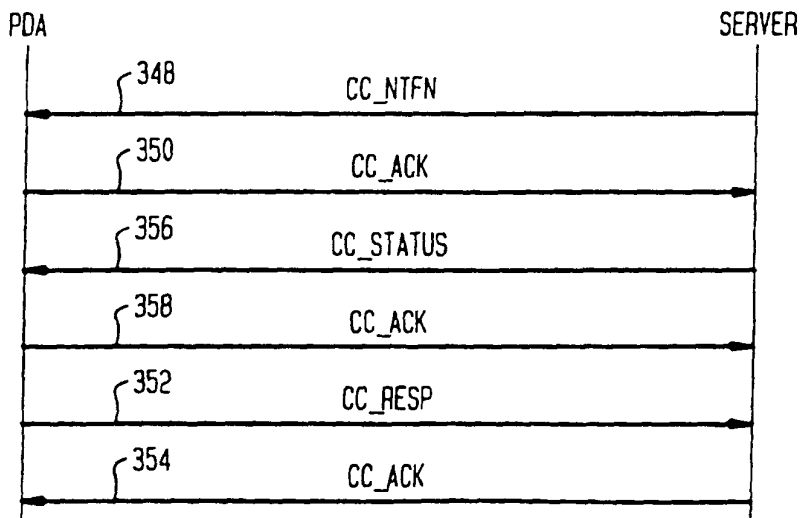 PDA SERVER
348 CC_NTFN
350 CC_ACK
356 CC_STATUS
358 CC_ACK
352 CC_RESP
354 CC_ACK